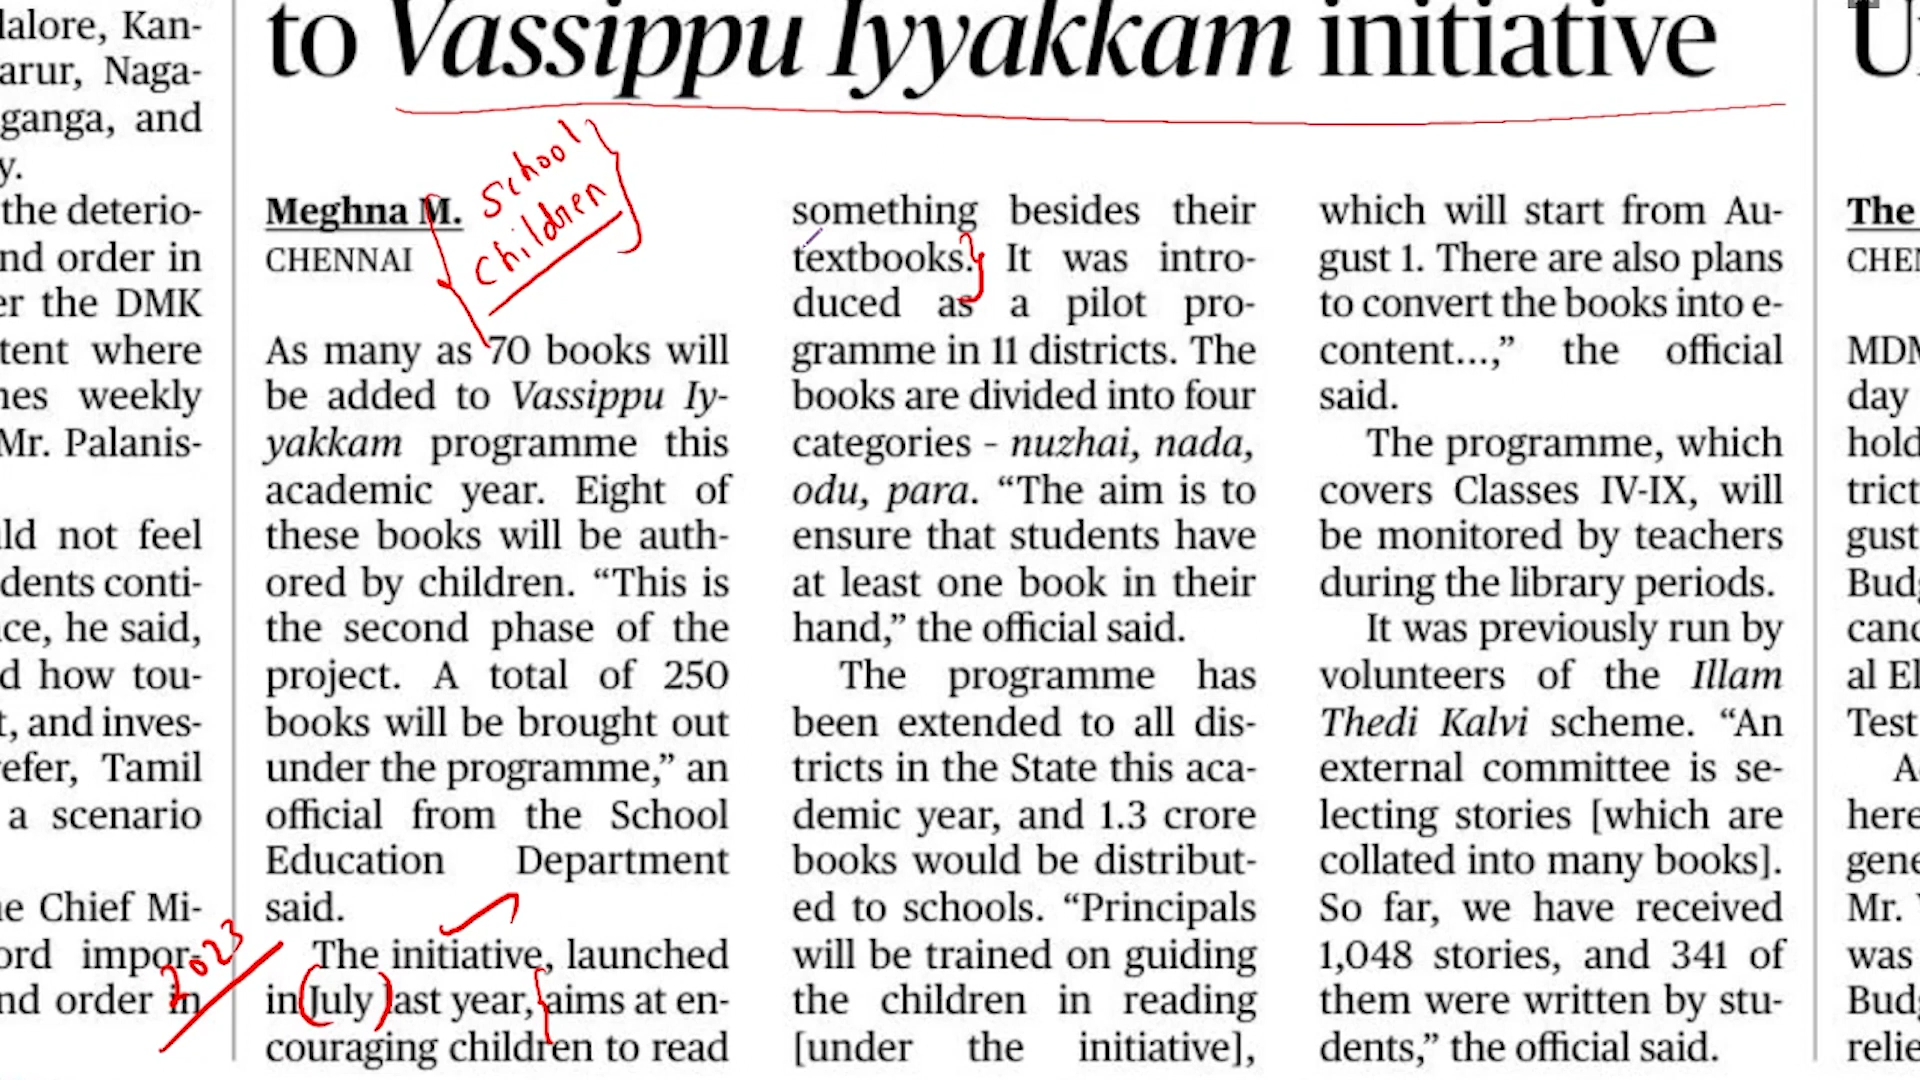 to Vassippu Iyyakkam initiative
Meghna M.
CHENNAI
School
Children
As many as 70 books will
be added to Vassippu Iy-
yakkam programme this
academic year. Eight of
these books will be auth-
ored by children. “This is
the second phase of the
project. A total of 250
books will be brought out
under the programme,” an
official from the School
Education Department
said.
The initiative, launched
in July last year, aims at en-
couraging children to read
2023
something besides their
textbooks. It was intro-
duced as a pilot pro-
gramme in 11 districts. The
books are divided into four
categories - nuzhai, nada,
odu, para. “The aim is to
ensure that students have
at least one book in their
hand,” the official said.
The programme has
been extended to all dis-
tricts in the State this aca-
demic year, and 1.3 crore
books would be distribut-
ed to schools. “Principals
will be trained on guiding
the children in reading
[under the initiative],
which will start from Au-
gust 1. There are also plans
to convert the books into e-
content...,” the official
said.
The programme, which
covers Classes IV-IX, will
be monitored by teachers
during the library periods.
It was previously run by
volunteers of the Illam
Thedi Kalvi scheme. “An
external committee is se-
lecting stories [which are
collated into many books].
So far, we have received
1,048 stories, and 341 of
them were written by stu-
dents,” the official said.